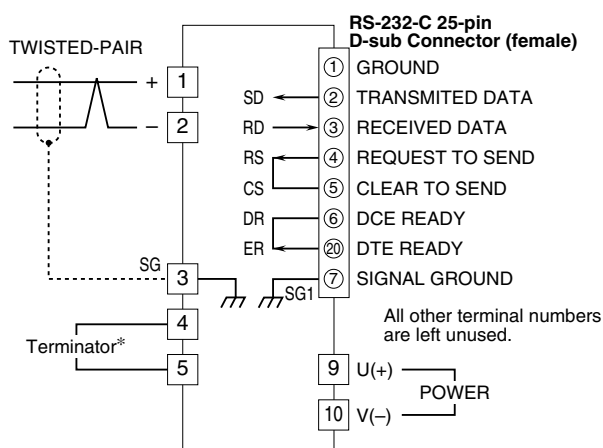 RS-232-C 25-pin
D-sub Connector (female)
TWISTED-PAIR
+ 1
– 2
SG 3
4
Terminator*
5
1 GROUND
SD 2 TRANSMITED DATA
RD 3 RECEIVED DATA
RS 4 REQUEST TO SEND
CS 5 CLEAR TO SEND
DR 6 DCE READY
ER 20 DTE READY
SG1 7 SIGNAL GROUND
All other terminal numbers
are left unused.
9 U(+)
POWER
10 V(–)